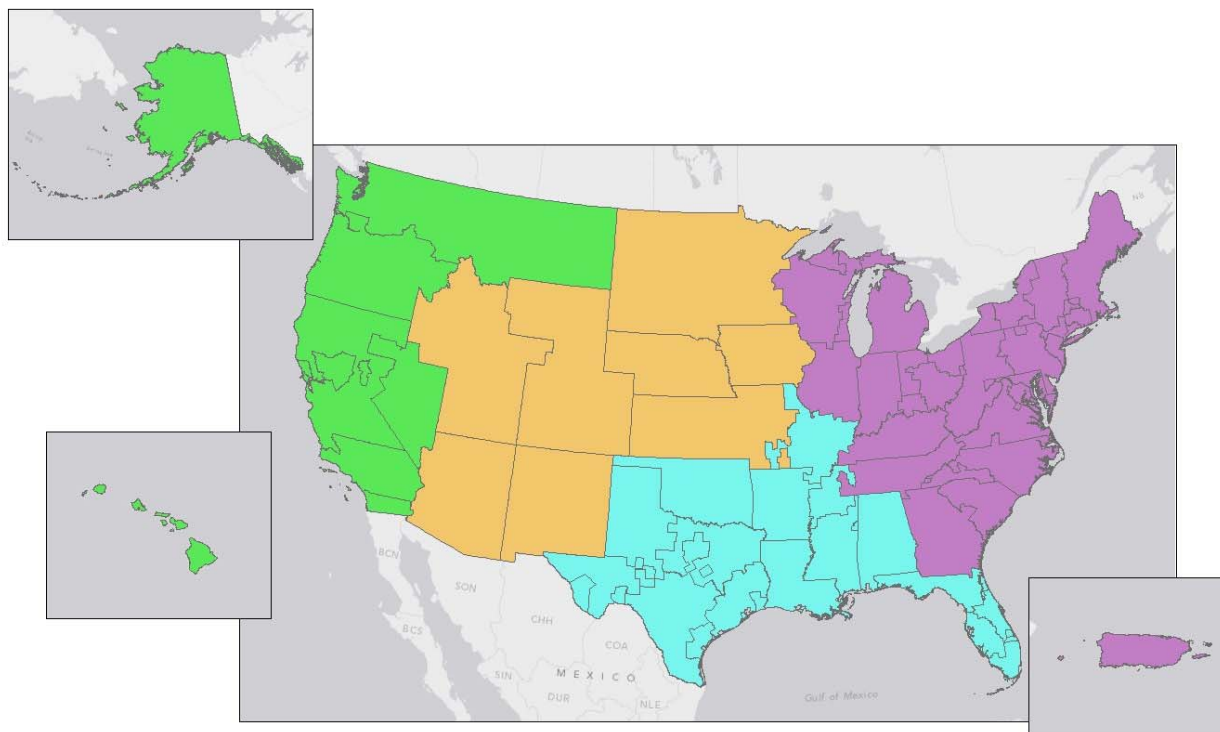 NB
BCN
SON
BCS
CHH
COA
SIN
MEXICO
DUR
NLE
Gulf of Mexico